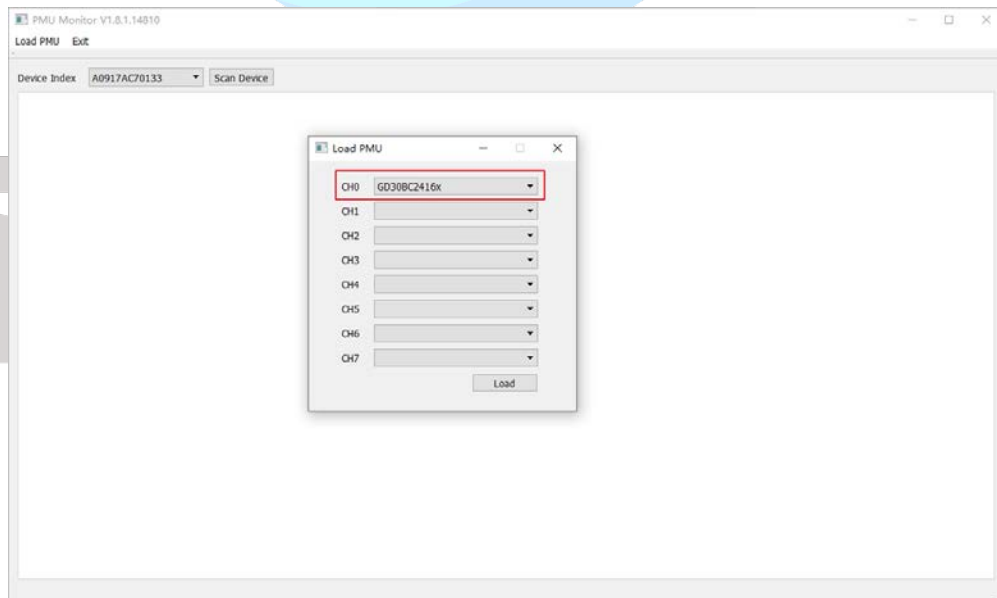 PMU Monitor V1.8.1.14810
Load PMU Exit
Device Index A0917AC70133 Scan Device
Load PMU
CH0 GD30BC2416x
CH1
CH2
CH3
CH4
CH5
CH6
CH7
Load